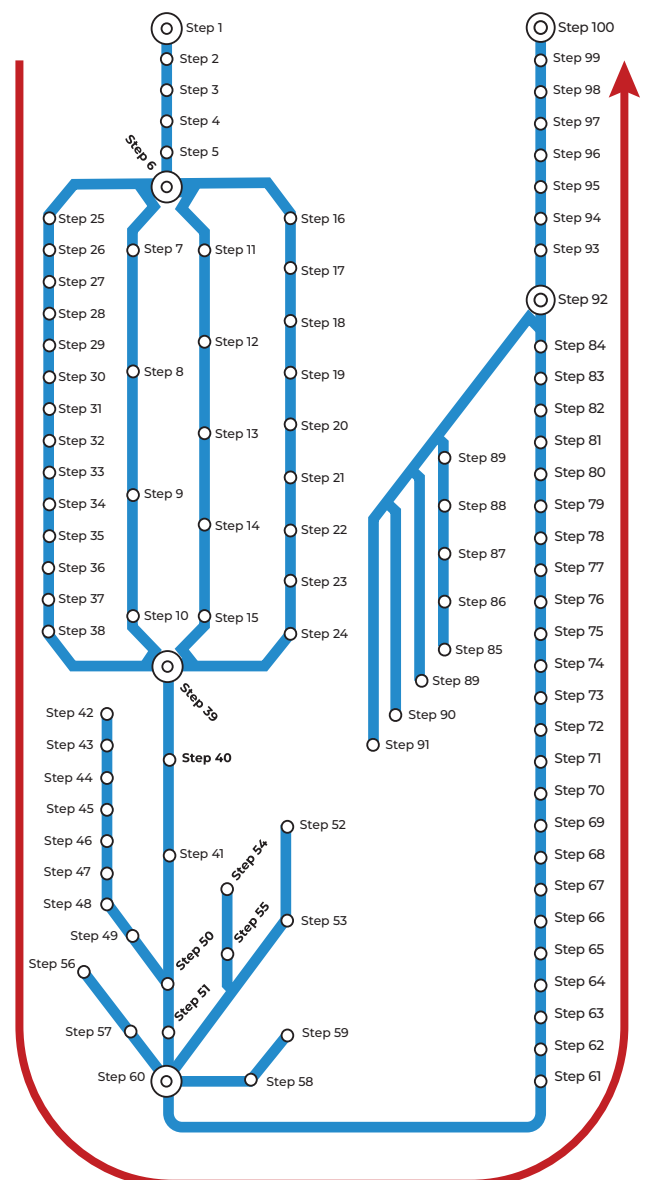 Step 1
Step 2
Step 3
Step 4
Step 5
Step 6
Step 25
Step 26
Step 27
Step 28
Step 29
Step 30
Step 31
Step 32
Step 33
Step 34
Step 35
Step 36
Step 37
Step 38
Step 7
Step 8
Step 9
Step 10
Step 11
Step 12
Step 13
Step 14
Step 15
Step 16
Step 17
Step 18
Step 19
Step 20
Step 21
Step 22
Step 23
Step 24
Step 39
Step 40
Step 41
Step 42
Step 43
Step 44
Step 45
Step 46
Step 47
Step 48
Step 49
Step 50
Step 51
Step 52
Step 53
Step 54
Step 55
Step 56
Step 57
Step 58
Step 59
Step 60
Step 100
Step 99
Step 98
Step 97
Step 96
Step 95
Step 94
Step 93
Step 92
Step 84
Step 83
Step 82
Step 81
Step 80
Step 79
Step 78
Step 77
Step 76
Step 75
Step 74
Step 73
Step 72
Step 71
Step 70
Step 69
Step 68
Step 67
Step 66
Step 65
Step 64
Step 63
Step 62
Step 61
Step 89
Step 88
Step 87
Step 86
Step 85
Step 89
Step 90
Step 91